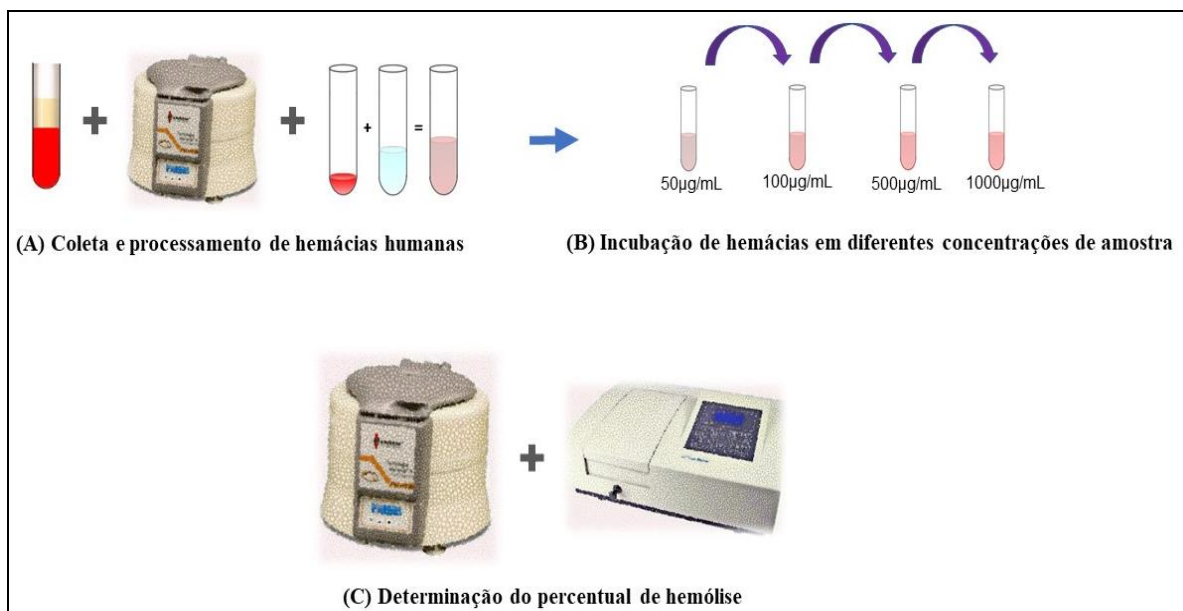 + =
50µg/mL 100µg/mL 500µg/mL 1000µg/mL
(A) Coleta e processamento de hemácias humanas
(B) Incubação de hemácias em diferentes concentrações de amostra
(C) Determinação do percentual de hemólise